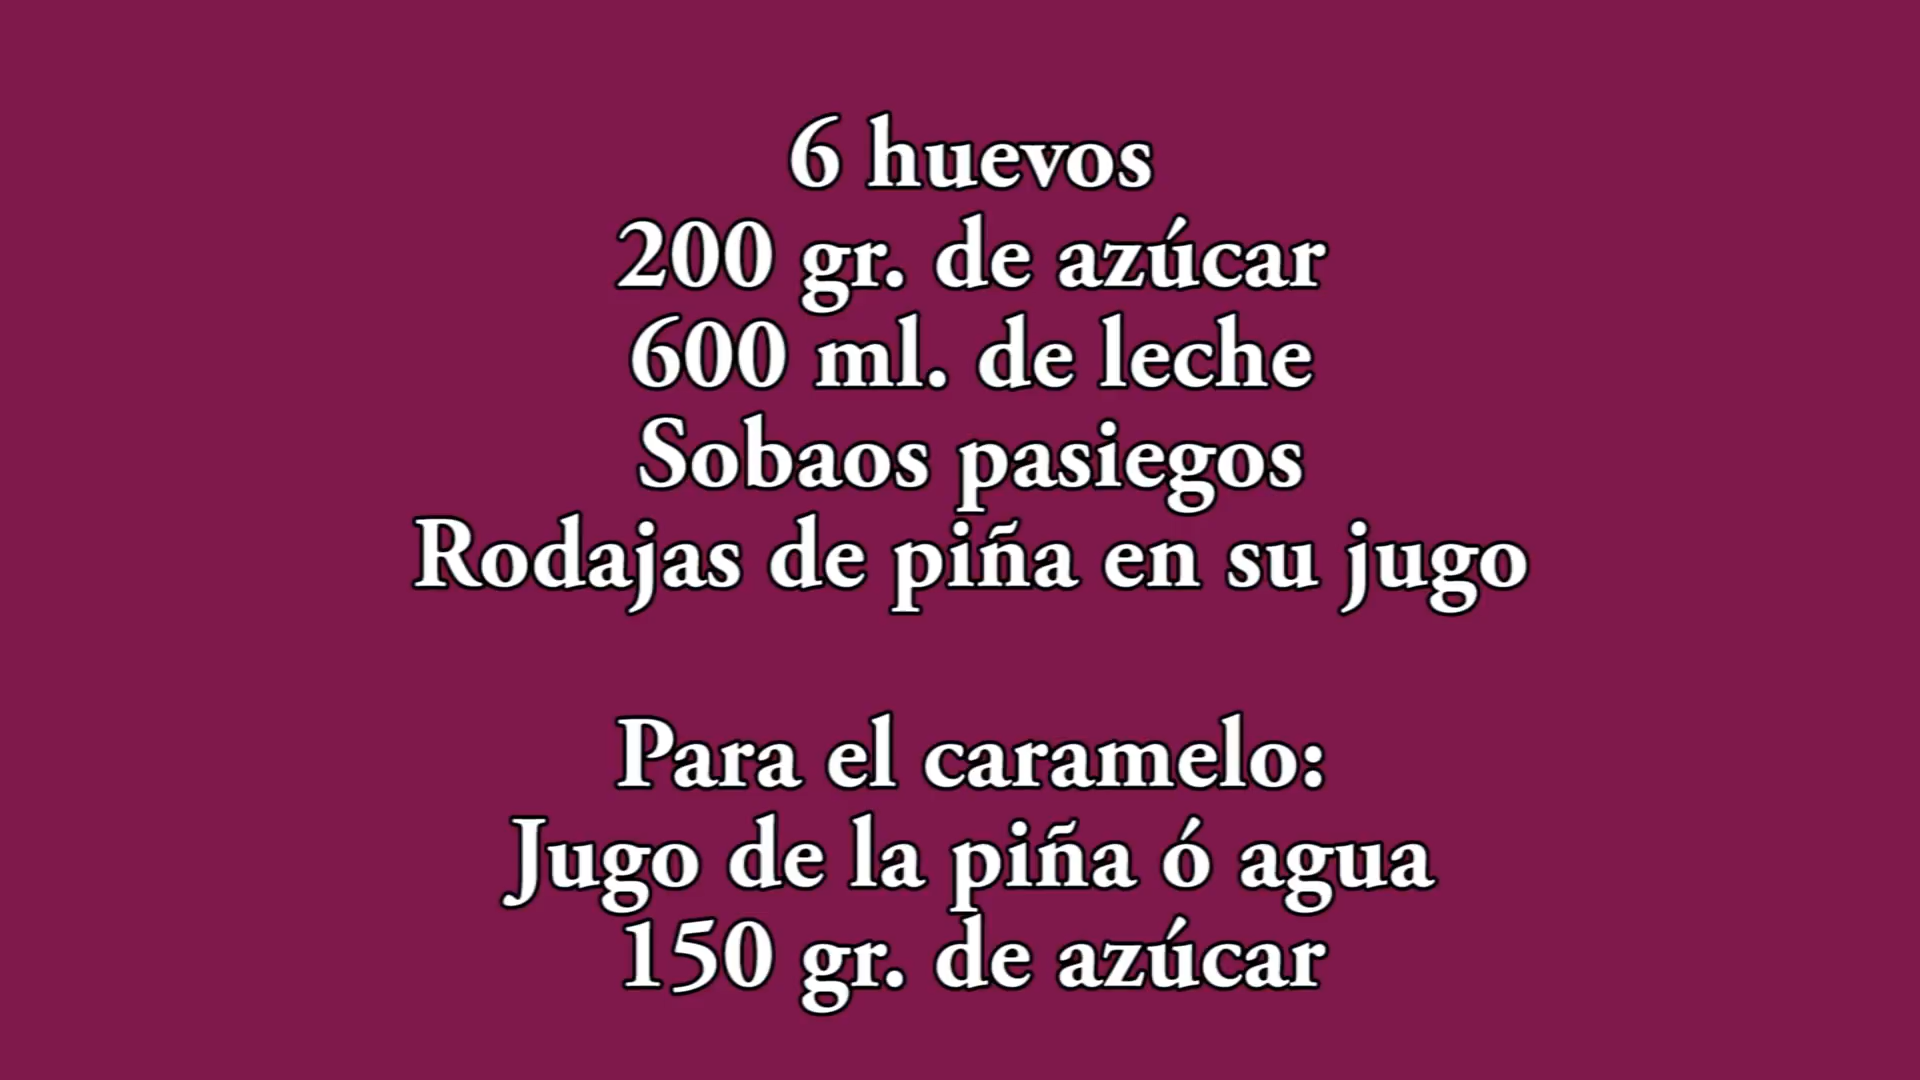 6 huevos
200 gr. de azúcar
600 ml. de leche
Sobaos pasiegos
Rodajas de piña en su jugo
Para el caramelo:
Jugo de la piña ó agua
150 gr. de azúcar